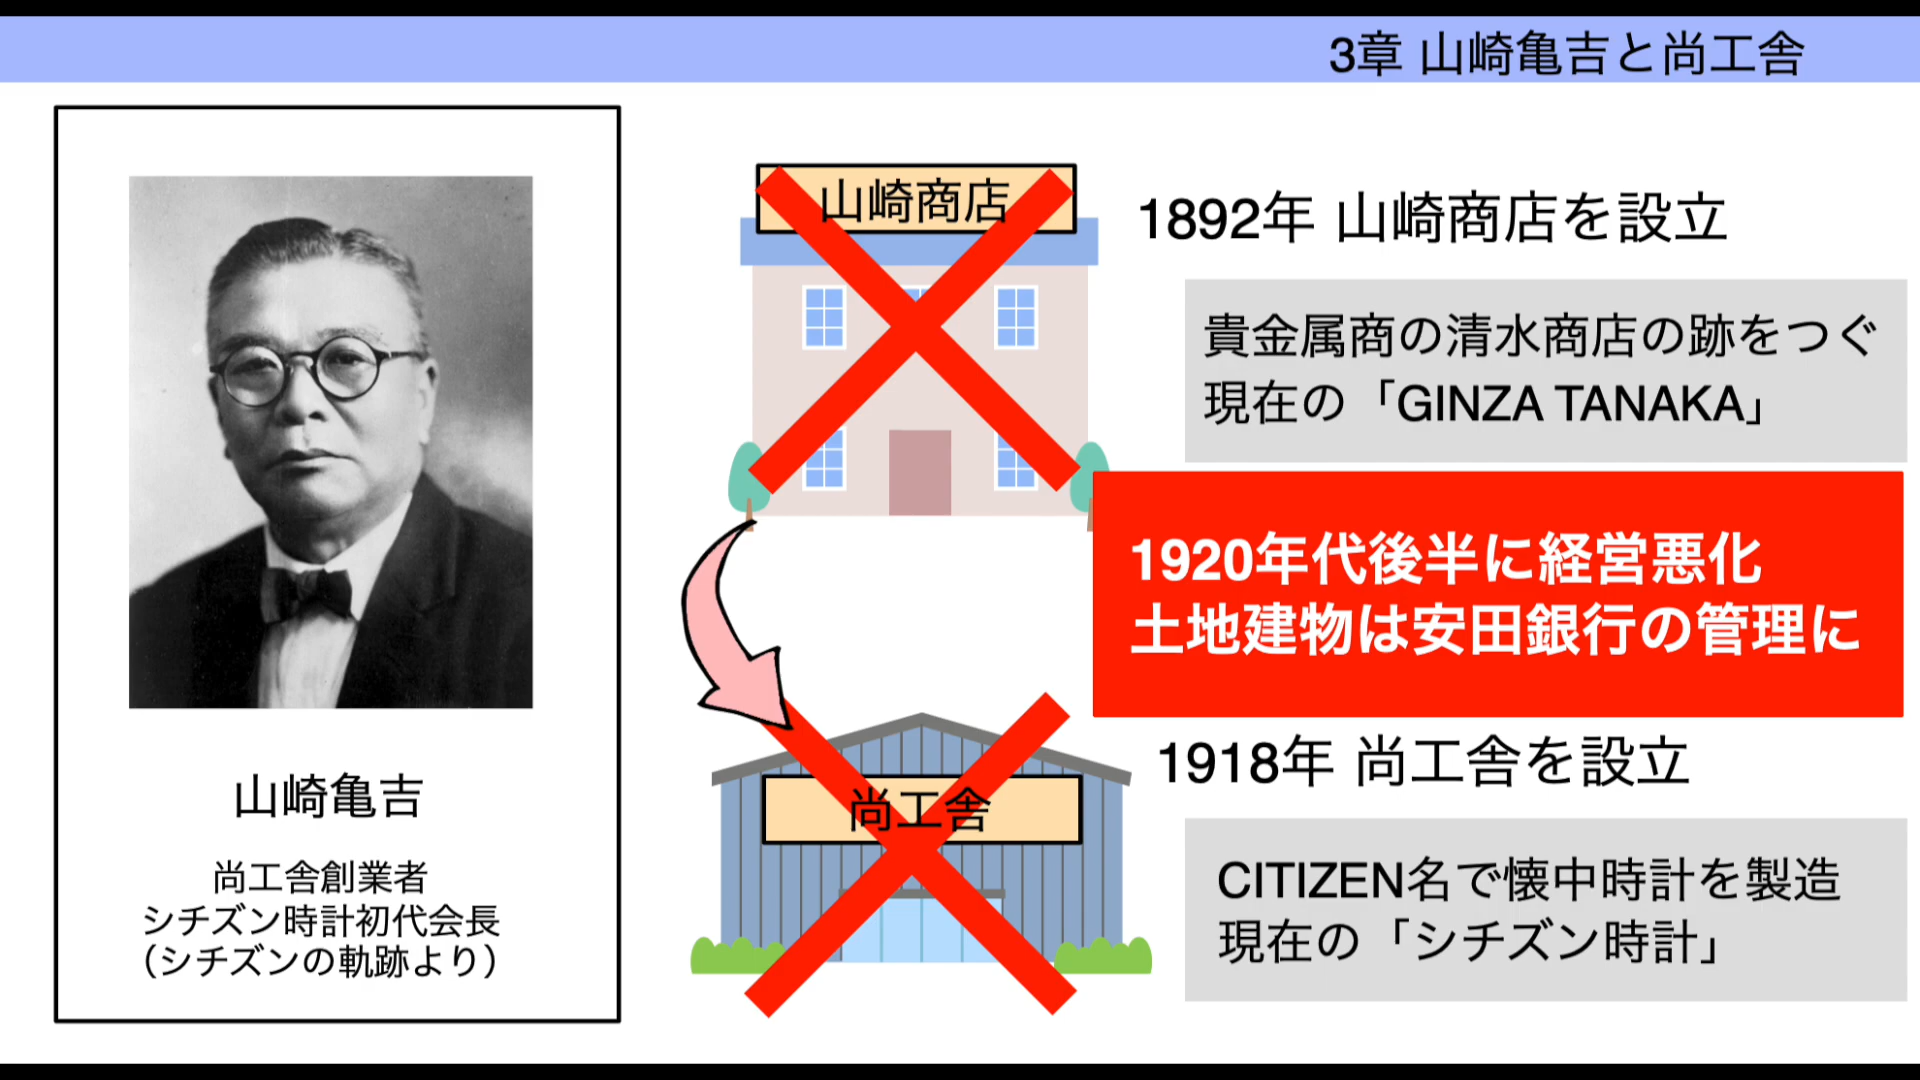 3章 山崎亀吉と尚工舎
山崎亀吉
尚工舎創業者
シチズン時計初代会長
（シチズンの軌跡より）
山崎商店
1892年 山崎商店を設立
貴金属商の清水商店の跡をつぐ
現在の「GINZA TANAKA」
1920年代後半に経営悪化
土地建物は安田銀行の管理に
尚工舎
1918年 尚工舎を設立
CITIZEN名で懐中時計を製造
現在の「シチズン時計」